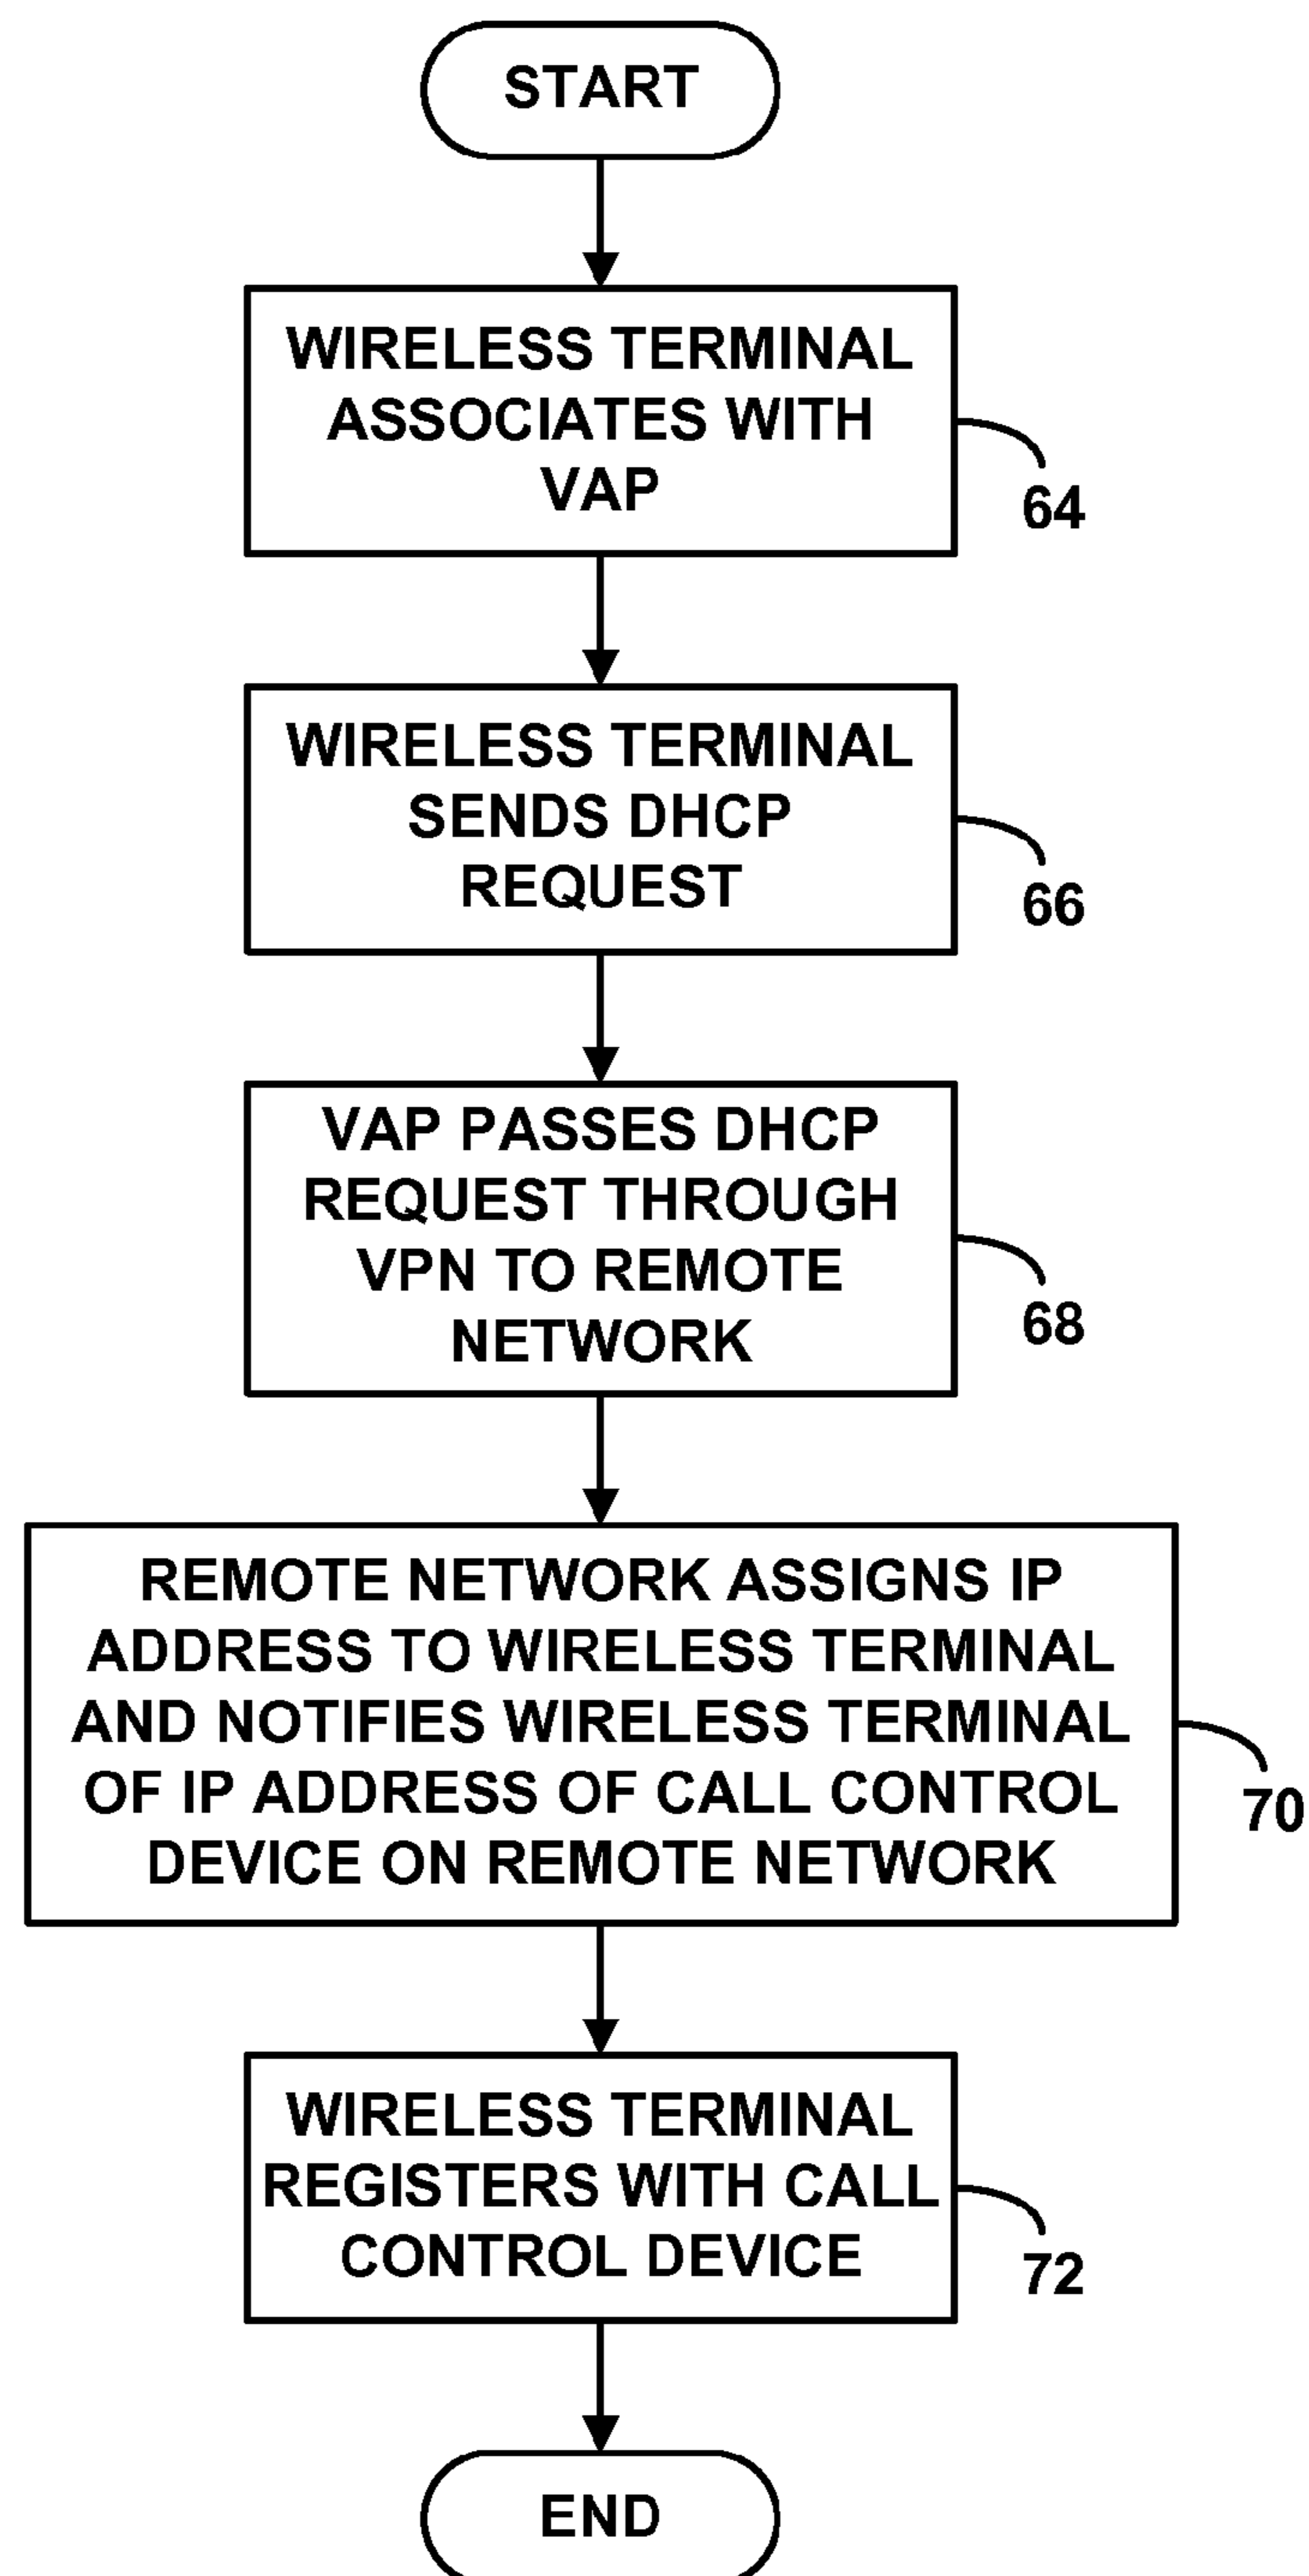 START
WIRELESS TERMINAL
ASSOCIATES WITH
VAP
64
WIRELESS TERMINAL
SENDS DHCP
REQUEST
66
VAP PASSES DHCP
REQUEST THROUGH
VPN TO REMOTE
NETWORK
68
REMOTE NETWORK ASSIGNS IP
ADDRESS TO WIRELESS TERMINAL
AND NOTIFIES WIRELESS TERMINAL
OF IP ADDRESS OF CALL CONTROL
DEVICE ON REMOTE NETWORK
70
WIRELESS TERMINAL
REGISTERS WITH CALL
CONTROL DEVICE
72
END